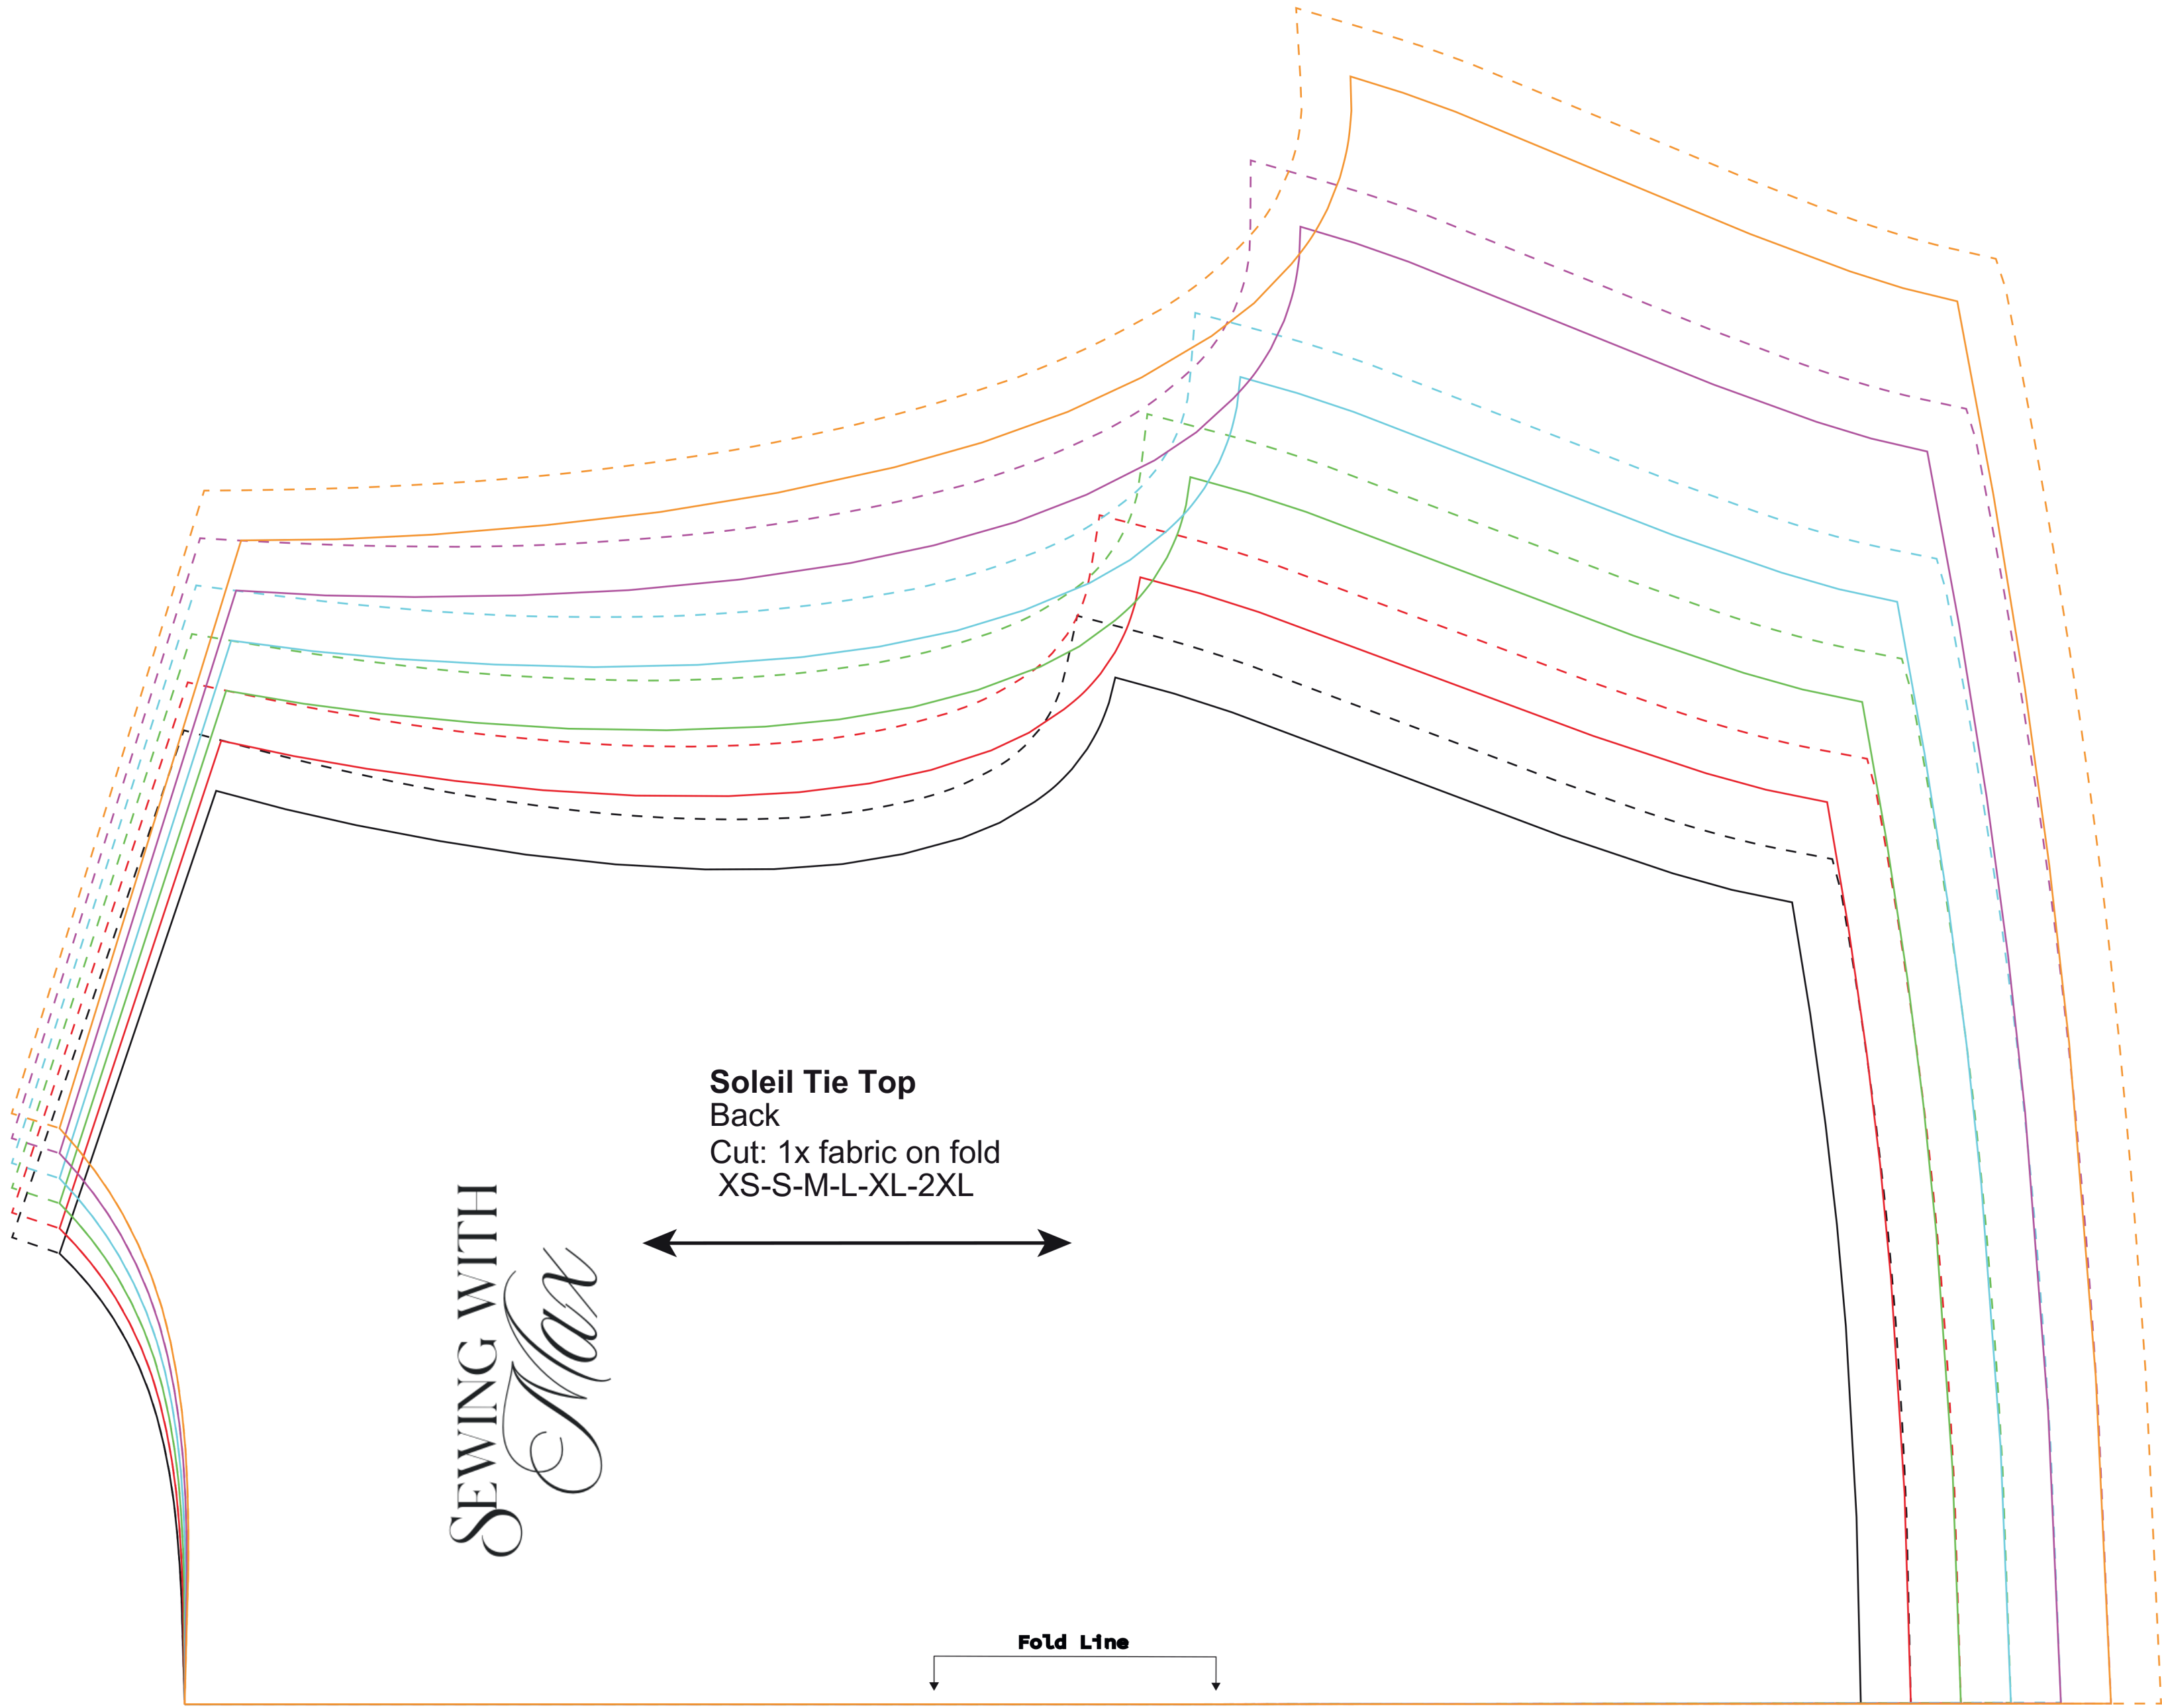 Soleil Tie Top
Back
Cut: 1x fabric on fold
XS-S-M-L-XL-2XL
SEWING WITH
Max
Fold Line